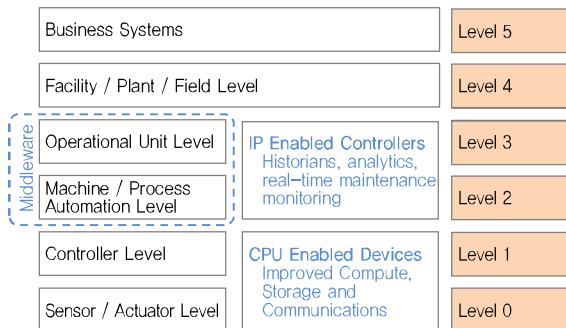 Business Systems
Level 5
Facility / Plant / Field Level
Level 4
Middleware
Operational Unit Level
IP Enabled Controllers
Historians, analytics,
real-time maintenance
monitoring
Level 3
Machine / Process
Automation Level
Level 2
Controller Level
CPU Enabled Devices
Improved Compute,
Storage and
Communications
Level 1
Sensor / Actuator Level
Level 0